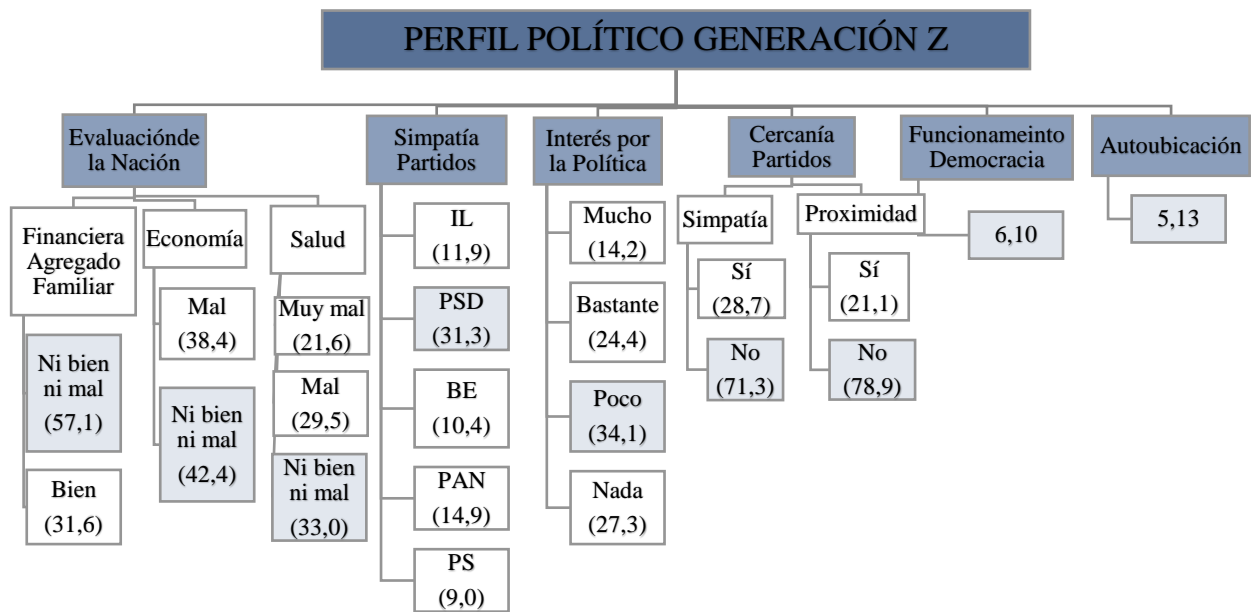 PERFIL POLÍTICO GENERACIÓN Z
Evaluaciónde
la Nación
Simpatía
Partidos
Interés por
la Política
Cercanía
Partidos
Funcionameinto
Democracia
Autoubicación
Financiera
Agregado
Familiar
Ni bien
ni mal
(57,1)
Bien
(31,6)
Economía
Mal
(38,4)
Ni bien
ni mal
(42,4)
Salud
Muy mal
(21,6)
Mal
(29,5)
Ni bien
ni mal
(33,0)
IL
(11,9)
PSD
(31,3)
BE
(10,4)
PAN
(14,9)
PS
(9,0)
Mucho
(14,2)
Bastante
(24,4)
Poco
(34,1)
Nada
(27,3)
Simpatía
Sí
(28,7)
No
(71,3)
Proximidad
Sí
(21,1)
No
(78,9)
6,10
5,13